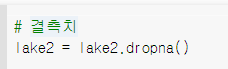 # 결측치
lake2 = lake2.dropna()